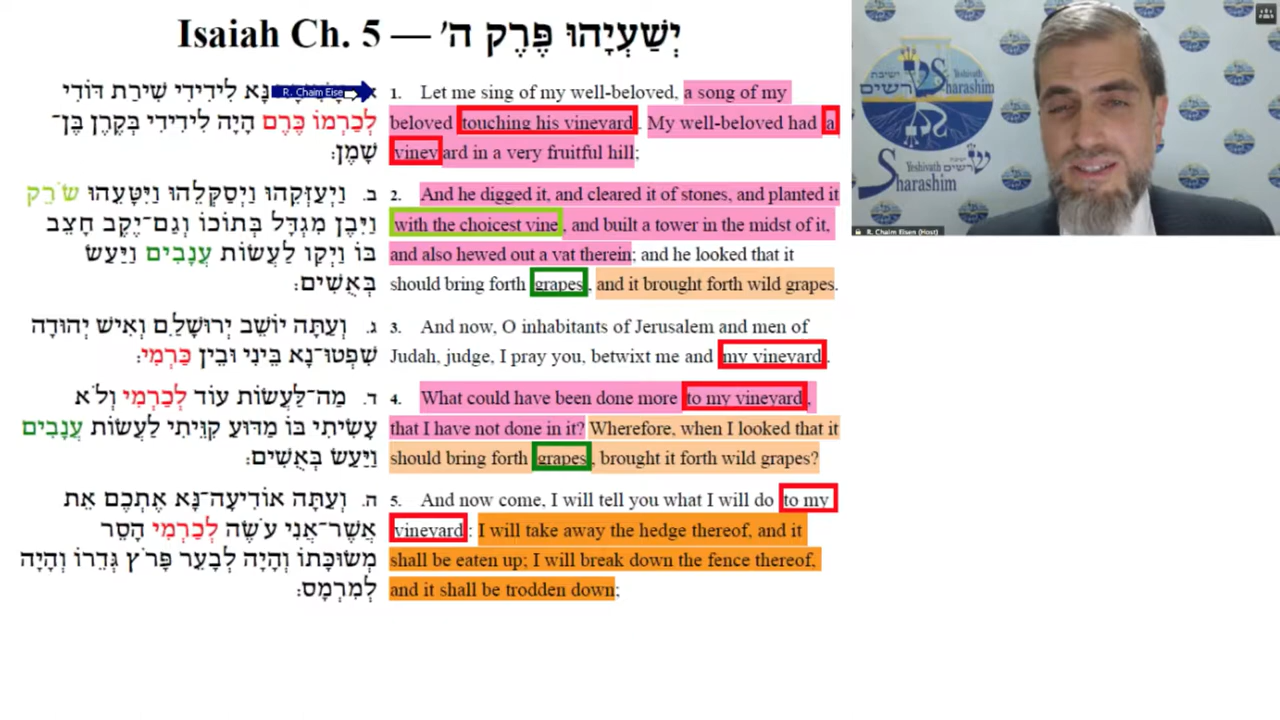 Isaiah Ch. 5 — יְשַׁעְיָהוּ פֶּרֶק ה׳
נָּא לִידִידִי שִׁירַת דּוֹדִי
לְכַרְמוֹ כֶּרֶם הָיָה לִידִידִי בְּקֶרֶן בֶּן־
שָׁמֶן:
ב. וַיְעַזְּקֵהוּ וַיְסַקְּלֵהוּ וַיִּטָּעֵהוּ שֹׂרֵק
וַיִּבֶן מִגְדָּל בְּתוֹכוֹ וְגַם־יֶקֶב חָצֵב
בּוֹ וַיְקַו לַעֲשׂוֹת עֲנָבִים וַיַּעַשׂ
בְּאֻשִׁים:
ג. וְעַתָּה יוֹשֵׁב יְרוּשָׁלִַם וְאִישׁ יְהוּדָה
שִׁפְטוּ־נָא בֵּינִי וּבֵין כַּרְמִי:
ד. מַה־לַּעֲשׂוֹת עוֹד לְכַרְמִי וְלֹא
עָשִׂיתִי בּוֹ מַדּוּעַ קִוֵּיתִי לַעֲשׂוֹת עֲנָבִים
וַיַּעַשׂ בְּאֻשִׁים:
ה. וְעַתָּה אוֹדִיעָה־נָּא אֶתְכֶם אֵת
אֲשֶׁר־אֲנִי עֹשֶׂה לְכַרְמִי הָסֵר
מְשׂוּכָּתוֹ וְהָיָה לְבָעֵר פָּרֹץ גְּדֵרוֹ וְהָיָה
לְמִרְמָס:
R. Chaim Eise
1. Let me sing of my well-beloved, a song of my
beloved touching his vineyard. My well-beloved had a
vineyard in a very fruitful hill;
2. And he digged it, and cleared it of stones, and planted it
with the choicest vine, and built a tower in the midst of it,
and also hewed out a vat therein; and he looked that it
should bring forth grapes, and it brought forth wild grapes.
3. And now, O inhabitants of Jerusalem and men of
Judah, judge, I pray you, betwixt me and my vineyard.
4. What could have been done more to my vineyard,
that I have not done in it? Wherefore, when I looked that it
should bring forth grapes, brought it forth wild grapes?
5. And now come, I will tell you what I will do to my
vineyard: I will take away the hedge thereof, and it
shall be eaten up; I will break down the fence thereof,
and it shall be trodden down;
ישיבת
שרשים
Yeshivath
Sharashim
R. Chaim Eisen (Host)